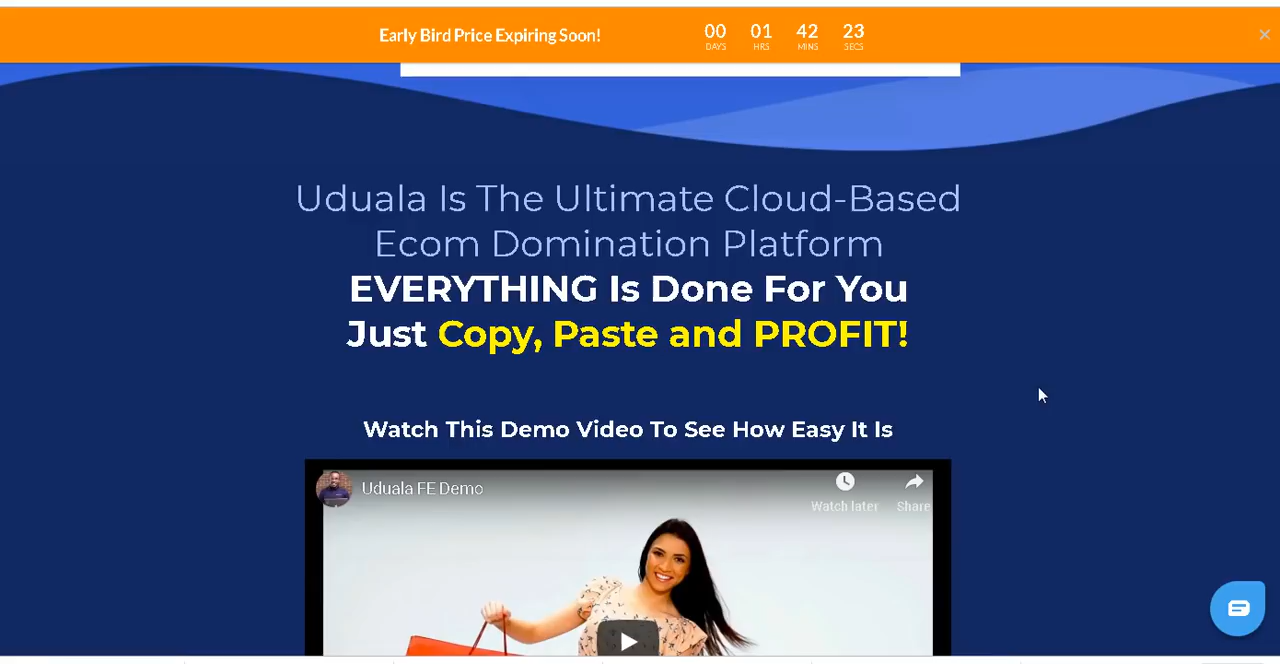 Early Bird Price Expiring Soon!
00 01 42 23
DAYS HRS MINS SECS
Uduala Is The Ultimate Cloud-Based
Ecom Domination Platform
EVERYTHING Is Done For You
Just Copy, Paste and PROFIT!
Watch This Demo Video To See How Easy It Is
Uduala FE Demo
Watch later Share